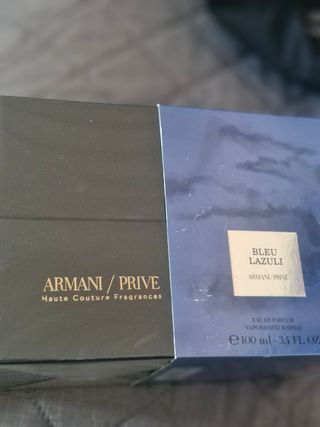 ARMANI / PRIVE
Haute Couture Fragrances
BLEU
LAZULI
ARMANI / PRIVE
EAU DE PARFUM
VAPORISATEUR-SPRAY
℮ 100 ml - 3.4 FL. OZ